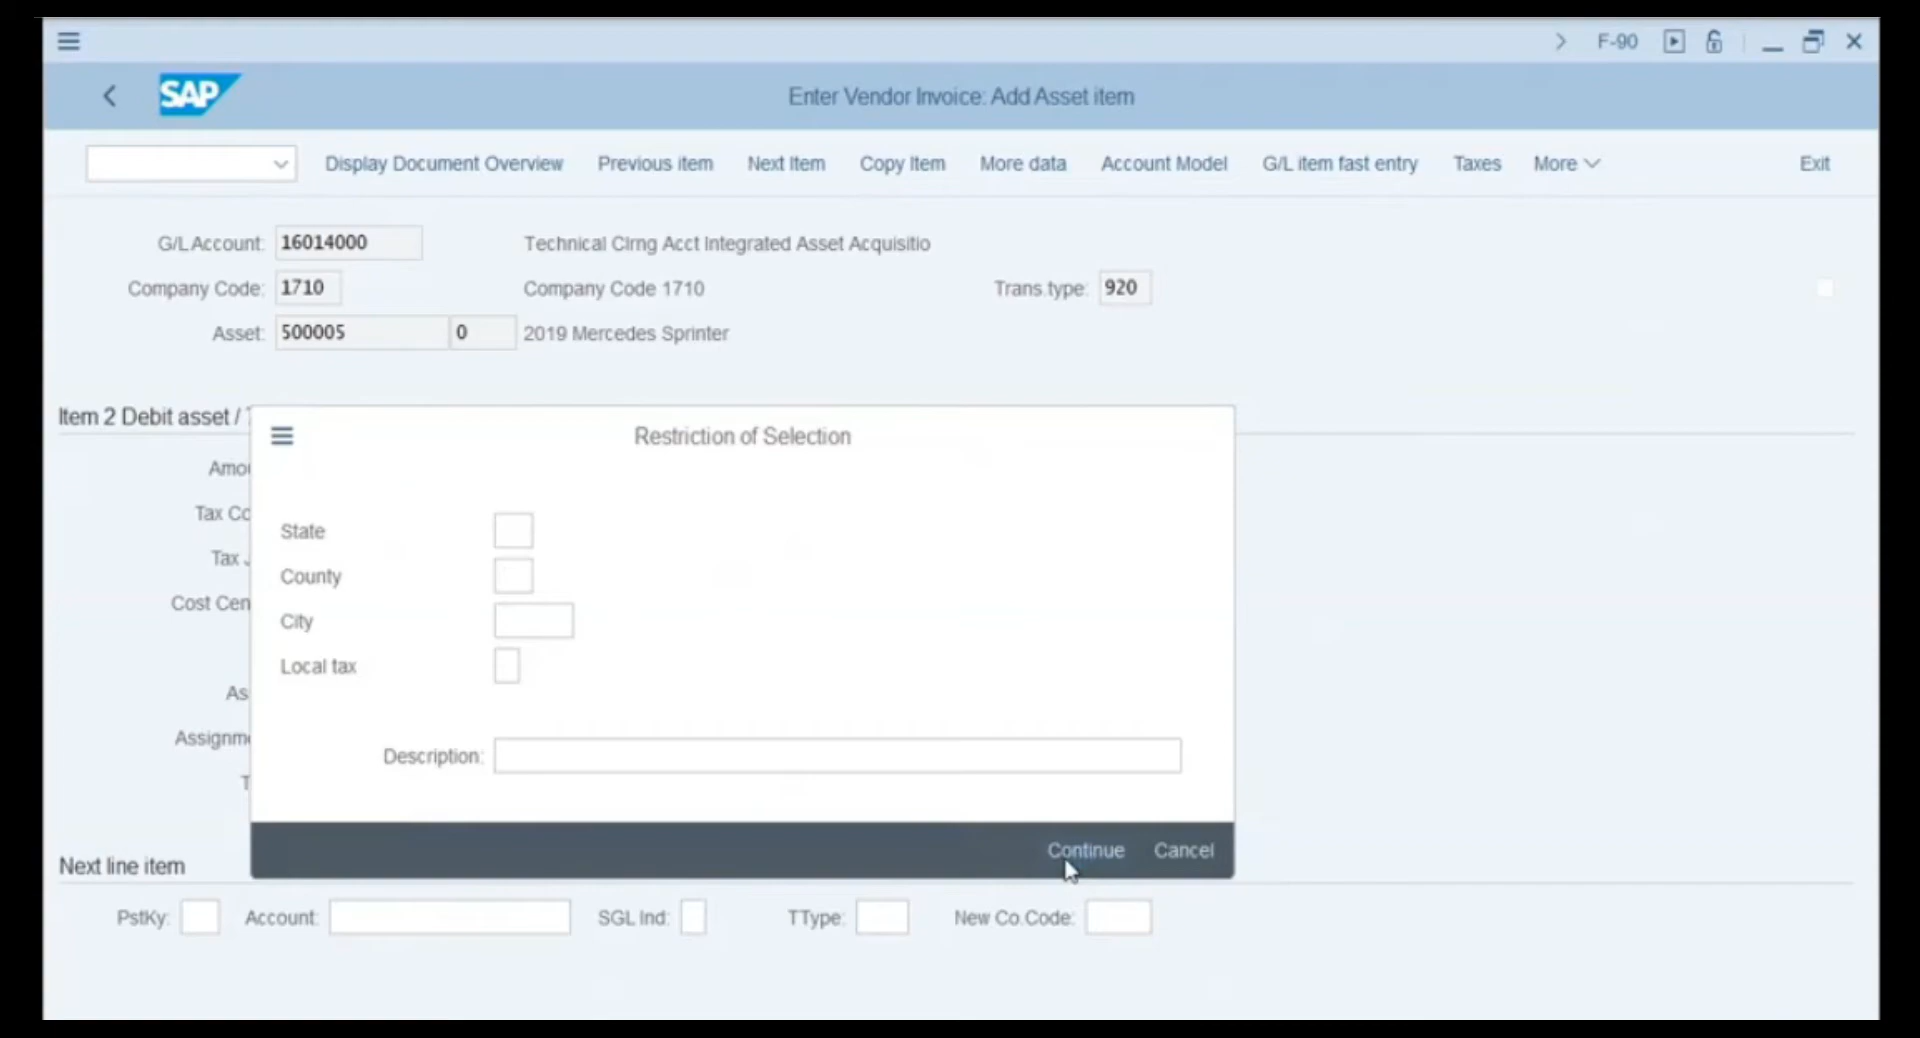 F-90
SAP
Enter Vendor Invoice: Add Asset item
Display Document Overview Previous item Next Item Copy Item More data Account Model G/L item fast entry Taxes More Exit
G/L Account: 16014000 Technical Clrng Acct Integrated Asset Acquisitio
Company Code: 1710 Company Code 1710 Trans.type: 920
Asset: 500005 0 2019 Mercedes Sprinter
Item 2 Debit asset /
Restriction of Selection
Amou
State
Tax Co
Tax
County
Cost Cen
City
Local tax
As
Assignme
Description:
T
Continue Cancel
Next line item
PstKy: Account: SGL Ind: TType: New Co.Code: